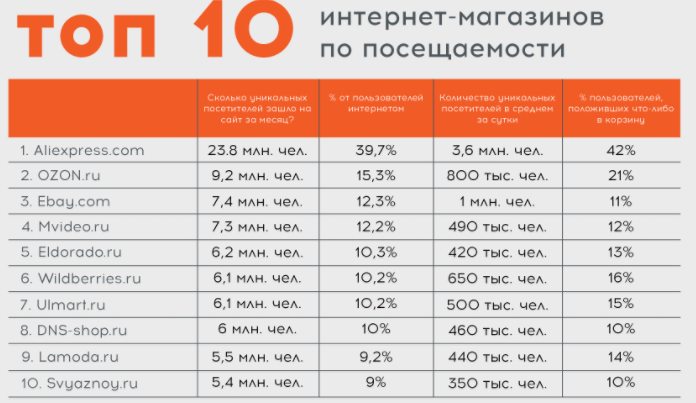 топ 10
интернет-магазинов
по посещаемости
Сколько уникальных посетителей зашло на сайт за месяц? % от пользователей интернетом Количество уникальных посетителей в среднем за сутки % пользователей, положивших что-либо в корзину
1. Aliexpress.com 23.8 млн. чел. 39,7% 3,6 млн. чел. 42%
2. OZON.ru 9,2 млн. чел. 15,3% 800 тыс. чел. 21%
3. Ebay.com 7,4 млн. чел. 12,3% 1 млн. чел. 11%
4. Mvideo.ru 7,3 млн. чел. 12,2% 490 тыс. чел. 12%
5. Eldorado.ru 6,2 млн. чел. 10,3% 420 тыс. чел. 13%
6. Wildberries.ru 6,1 млн. чел. 10,2% 650 тыс. чел. 16%
7. Ulmart.ru 6,1 млн. чел. 10,2% 500 тыс. чел. 15%
8. DNS-shop.ru 6 млн. чел. 10% 460 тыс. чел. 10%
9. Lamoda.ru 5,5 млн. чел. 9,2% 440 тыс. чел. 14%
10. Svyaznoy.ru 5,4 млн. чел. 9% 350 тыс. чел. 10%